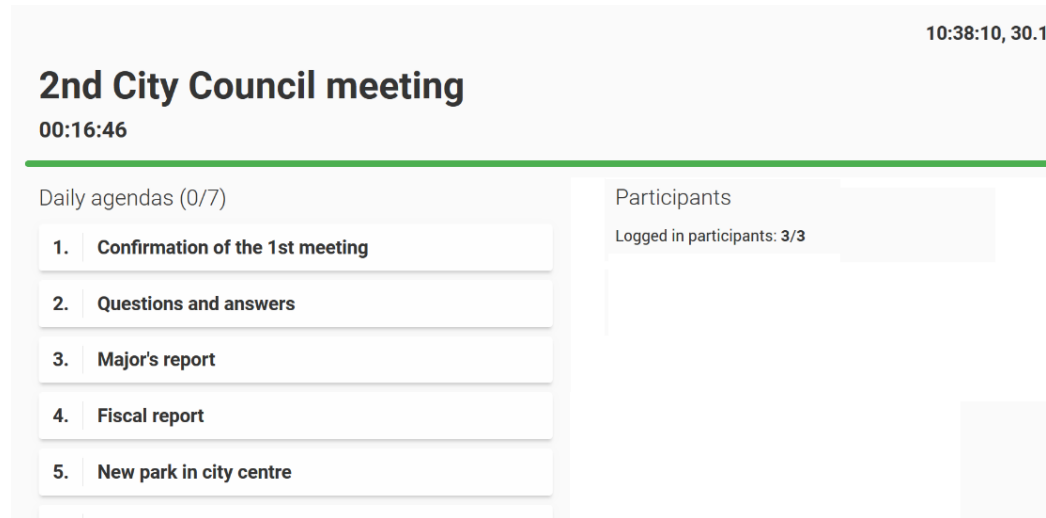 10:38:10, 30.1
2nd City Council meeting
00:16:46
Daily agendas (0/7)
1. Confirmation of the 1st meeting
2. Questions and answers
3. Major's report
4. Fiscal report
5. New park in city centre
Participants
Logged in participants: 3/3